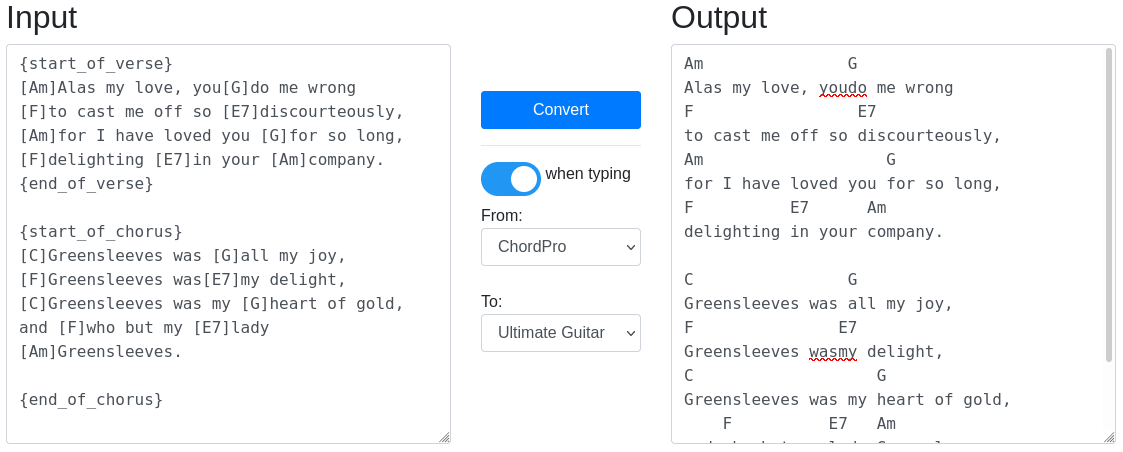 Input
{start_of_verse}
[Am]Alas my love, you[G]do me wrong
[F]to cast me off so [E7]discourteously,
[Am]for I have loved you [G]for so long,
[F]delighting [E7]in your [Am]company.
{end_of_verse}

{start_of_chorus}
[C]Greensleeves was [G]all my joy,
[F]Greensleeves was[E7]my delight,
[C]Greensleeves was my [G]heart of gold,
and [F]who but my [E7]lady
[Am]Greensleeves.

{end_of_chorus}
Convert
when typing
From:
ChordPro
To:
Ultimate Guitar
Output
Am               G
Alas my love, youdo me wrong
F                 E7
to cast me off so discourteously,
Am                   G
for I have loved you for so long,
F          E7      Am
delighting in your company.

C                G
Greensleeves was all my joy,
F               E7
Greensleeves wasmy delight,
C                   G
Greensleeves was my heart of gold,
    F          E7   Am